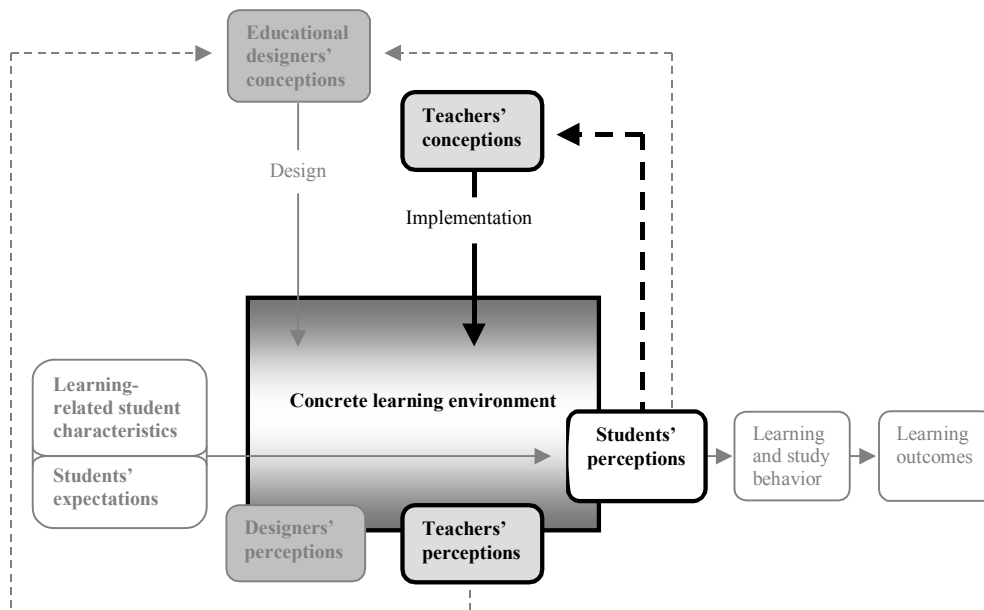 Educational
designers’
conceptions
Teachers’
conceptions
Design
Implementation
Learning-
related student
characteristics
Students’
expectations
Concrete learning environment
Students’
perceptions
Learning
and study
behavior
Learning
outcomes
Designers’
perceptions
Teachers’
perceptions